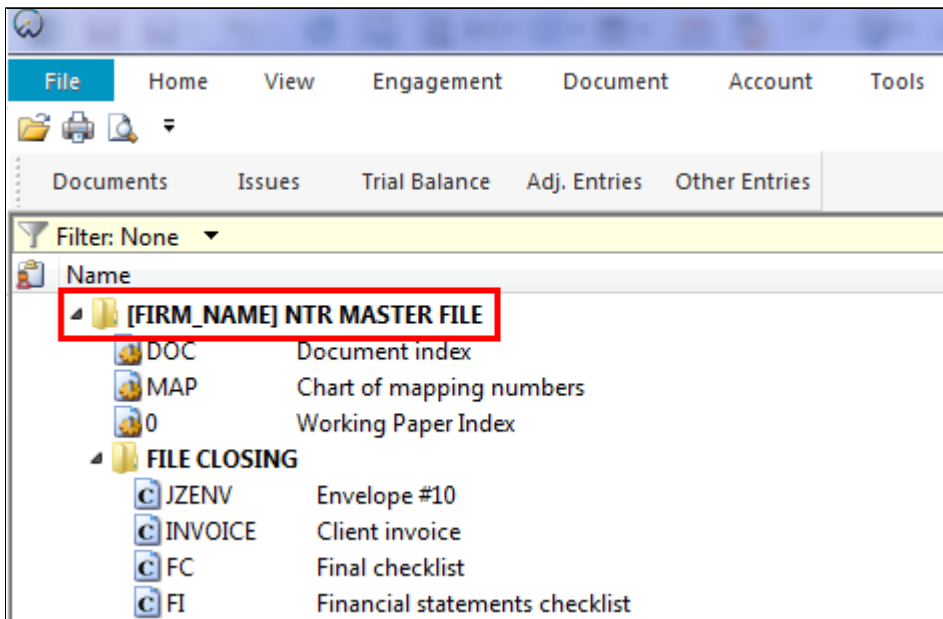 File Home View Engagement Document Account Tools
Documents Issues Trial Balance Adj. Entries Other Entries
Filter: None
Name
[FIRM_NAME] NTR MASTER FILE
DOC Document index
MAP Chart of mapping numbers
0 Working Paper Index
FILE CLOSING
JZENV Envelope #10
INVOICE Client invoice
FC Final checklist
FI Financial statements checklist